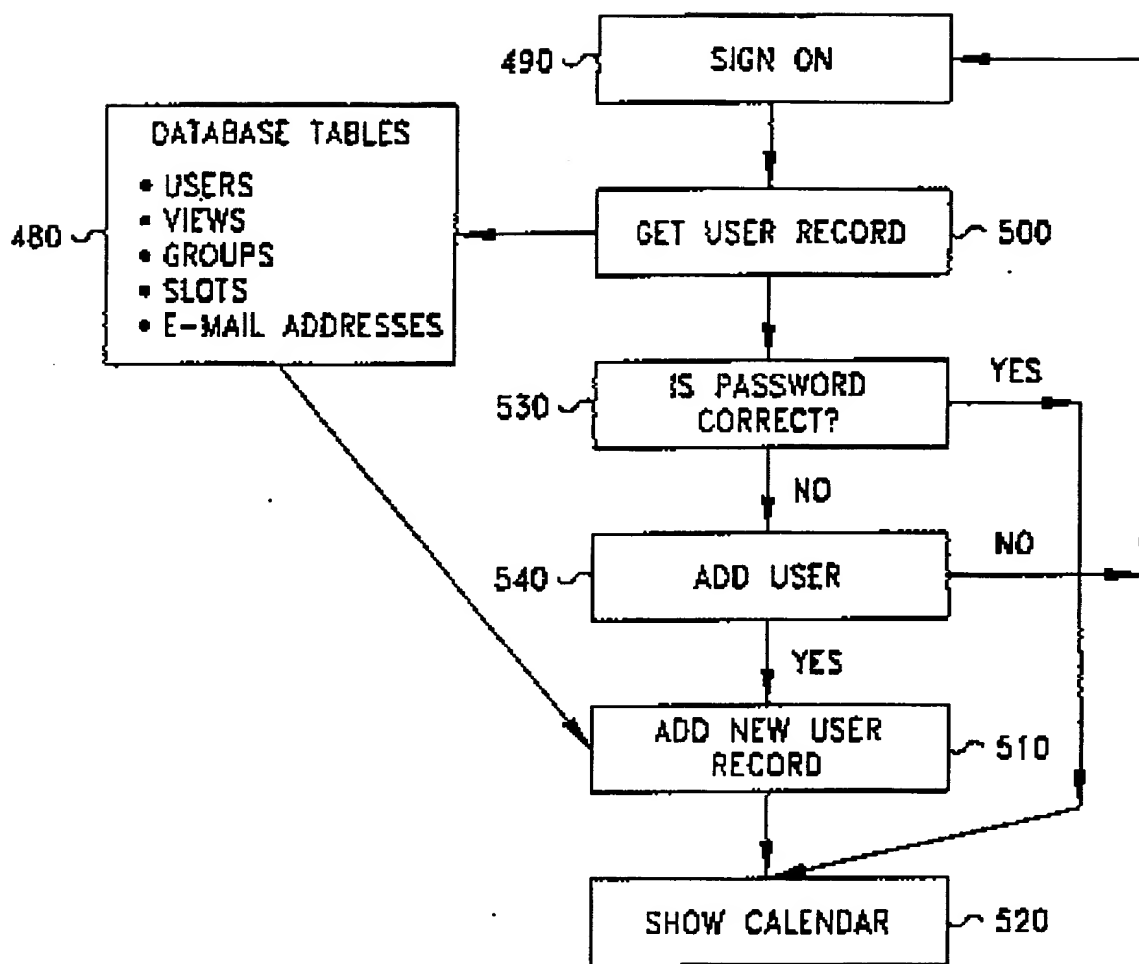 490
SIGN ON
DATABASE TABLES
• USERS
• VIEWS
• GROUPS
• SLOTS
• E-MAIL ADDRESSES
480
GET USER RECORD
500
530
IS PASSWORD
CORRECT?
YES
NO
540
ADD USER
NO
YES
ADD NEW USER
RECORD
510
SHOW CALENDAR
520